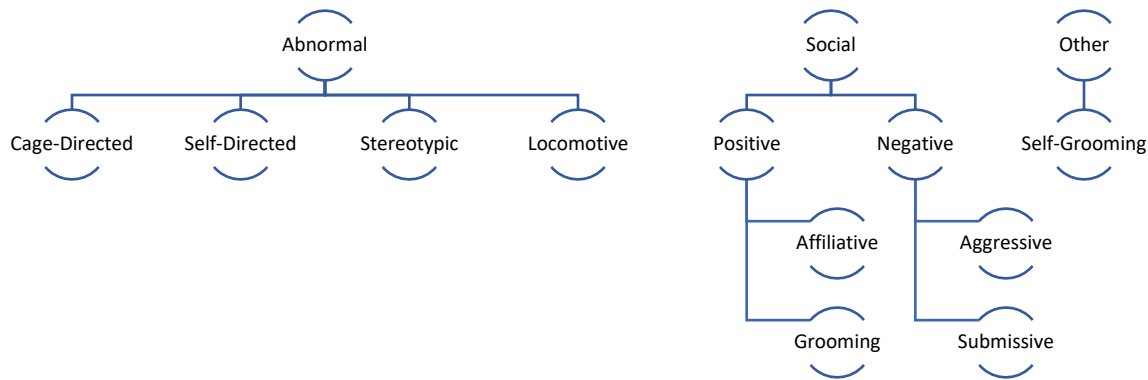 Abnormal
Social
Other
Cage-Directed
Self-Directed
Stereotypic
Locomotive
Positive
Negative
Self-Grooming
Affiliative
Aggressive
Grooming
Submissive